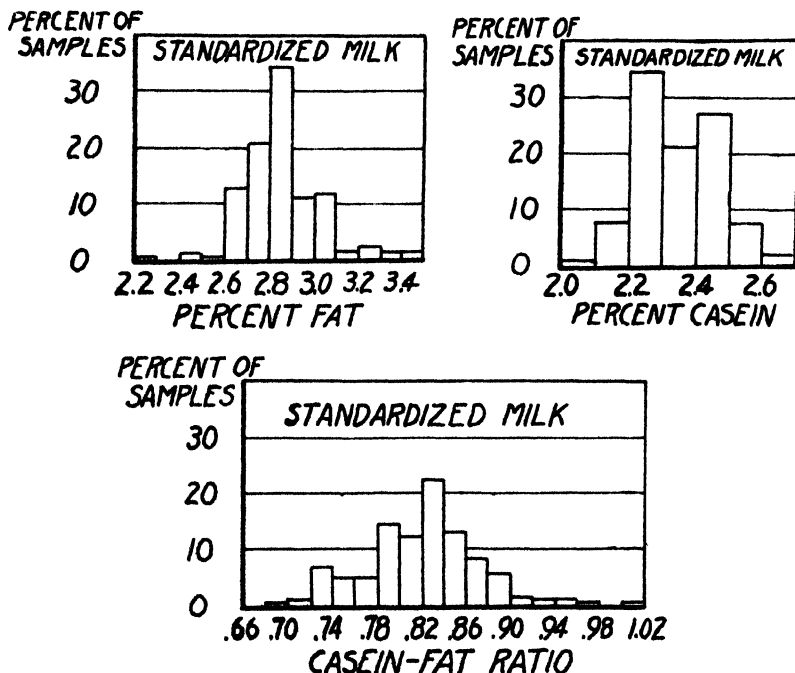 PERCENT OF
SAMPLES
STANDARDIZED MILK
30
20
10
0
2.2 2.4 2.6 2.8 3.0 3.2 3.4
PERCENT FAT
PERCENT OF
SAMPLES
STANDARDIZED MILK
30
20
10
0
2.0 2.2 2.4 2.6
PERCENT CASEIN
PERCENT OF
SAMPLES
STANDARDIZED MILK
30
20
10
0
.66 .70 .74 .78 .82 .86 .90 .94 .98 1.02
CASEIN-FAT RATIO